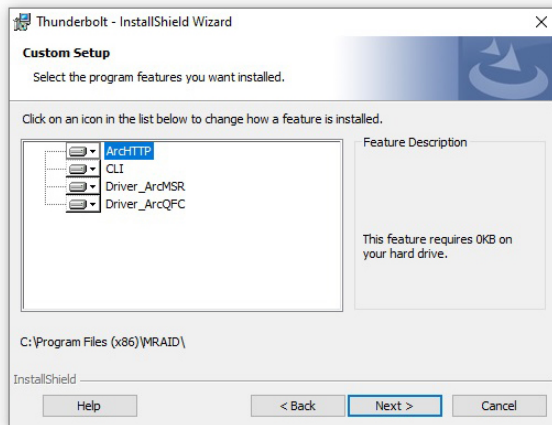 Thunderbolt - InstallShield Wizard
Custom Setup
Select the program features you want installed.
Click on an icon in the list below to change how a feature is installed.
ArcHTTP
CLI
Driver_ArcMSR
Driver_ArcQFC
Feature Description
This feature requires 0KB on
your hard drive.
C:\Program Files (x86)\MRAID\
InstallShield
Help
< Back
Next >
Cancel